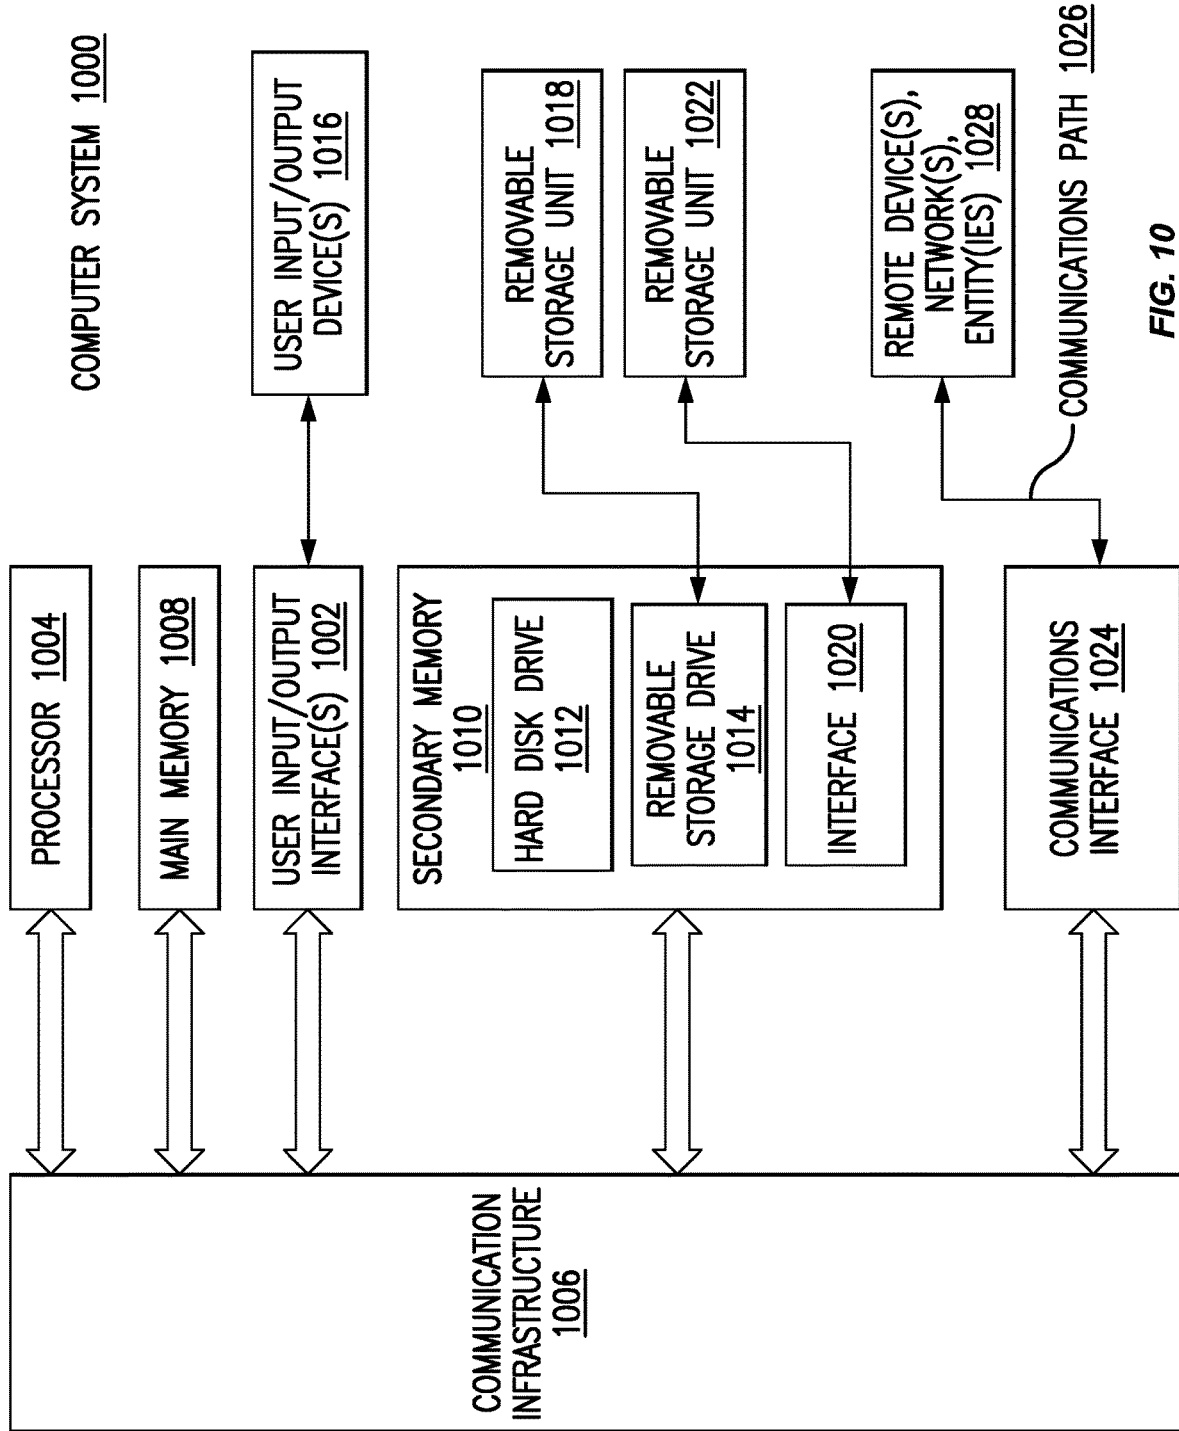 COMPUTER SYSTEM 1000
PROCESSOR 1004
MAIN MEMORY 1008
USER INPUT/OUTPUT
INTERFACE(S) 1002
USER INPUT/OUTPUT
DEVICE(S) 1016
COMMUNICATION
INFRASTRUCTURE
1006
SECONDARY MEMORY
1010
HARD DISK DRIVE
1012
REMOVABLE
STORAGE DRIVE
1014
INTERFACE 1020
REMOVABLE
STORAGE UNIT 1018
REMOVABLE
STORAGE UNIT 1022
REMOTE DEVICE(S),
NETWORK(S),
ENTITY(IES) 1028
COMMUNICATIONS
INTERFACE 1024
COMMUNICATIONS PATH 1026
FIG. 10